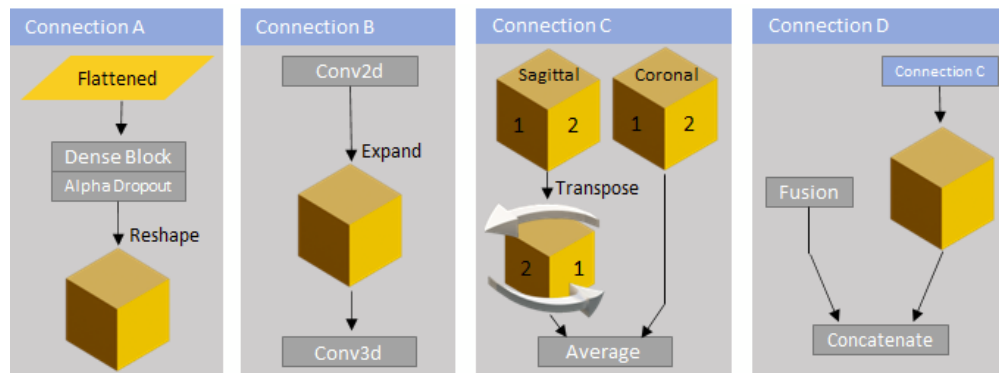 Connection A
Flattened
Dense Block
Alpha Dropout
Reshape
Connection B
Conv2d
Expand
Conv3d
Connection C
Sagittal
Coronal
1 2
1 2
Transpose
2 1
Average
Connection D
Connection C
Fusion
Concatenate